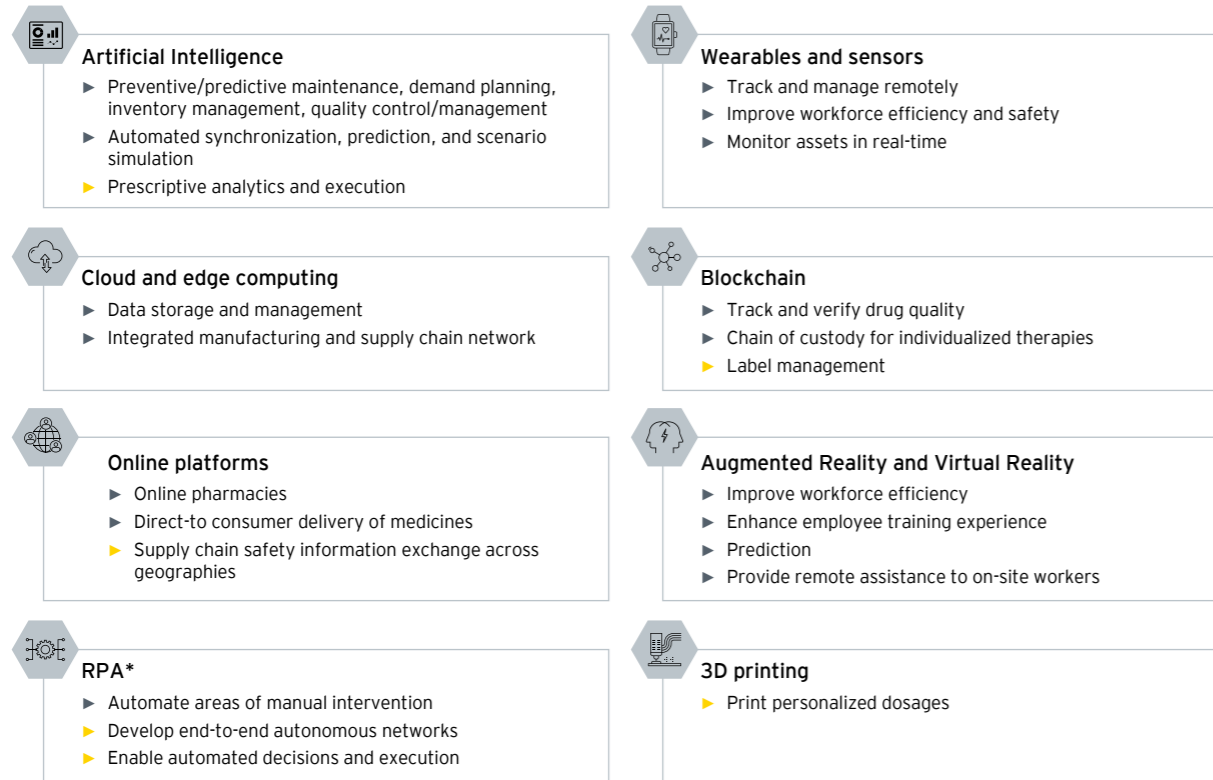 Artificial Intelligence
► Preventive/predictive maintenance, demand planning,
inventory management, quality control/management
► Automated synchronization, prediction, and scenario
simulation
► Prescriptive analytics and execution
Wearables and sensors
► Track and manage remotely
► Improve workforce efficiency and safety
► Monitor assets in real-time
Cloud and edge computing
► Data storage and management
► Integrated manufacturing and supply chain network
Blockchain
► Track and verify drug quality
► Chain of custody for individualized therapies
► Label management
Online platforms
► Online pharmacies
► Direct-to consumer delivery of medicines
► Supply chain safety information exchange across
geographies
Augmented Reality and Virtual Reality
► Improve workforce efficiency
► Enhance employee training experience
► Prediction
► Provide remote assistance to on-site workers
RPA*
► Automate areas of manual intervention
► Develop end-to-end autonomous networks
► Enable automated decisions and execution
3D printing
► Print personalized dosages